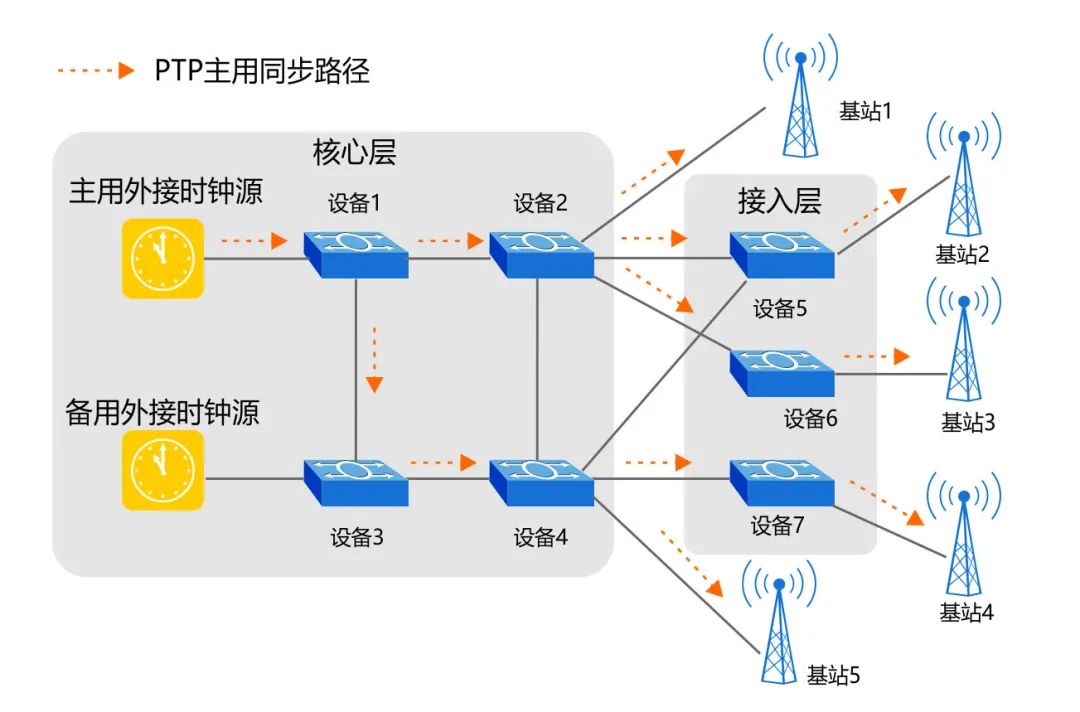 PTP主用同步路径
核心层
主用外接时钟源
设备1
设备2
备用外接时钟源
设备3
设备4
接入层
设备5
设备6
设备7
基站1
基站2
基站3
基站4
基站5